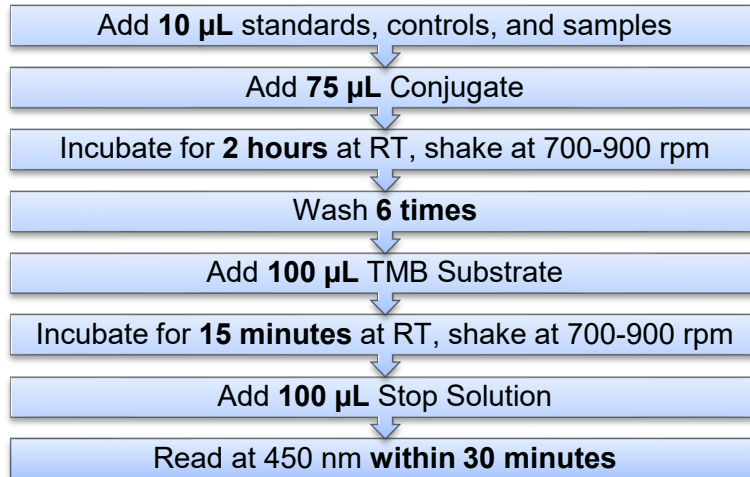 Add 10 µL standards, controls, and samples
Add 75 µL Conjugate
Incubate for 2 hours at RT, shake at 700-900 rpm
Wash 6 times
Add 100 µL TMB Substrate
Incubate for 15 minutes at RT, shake at 700-900 rpm
Add 100 µL Stop Solution
Read at 450 nm within 30 minutes